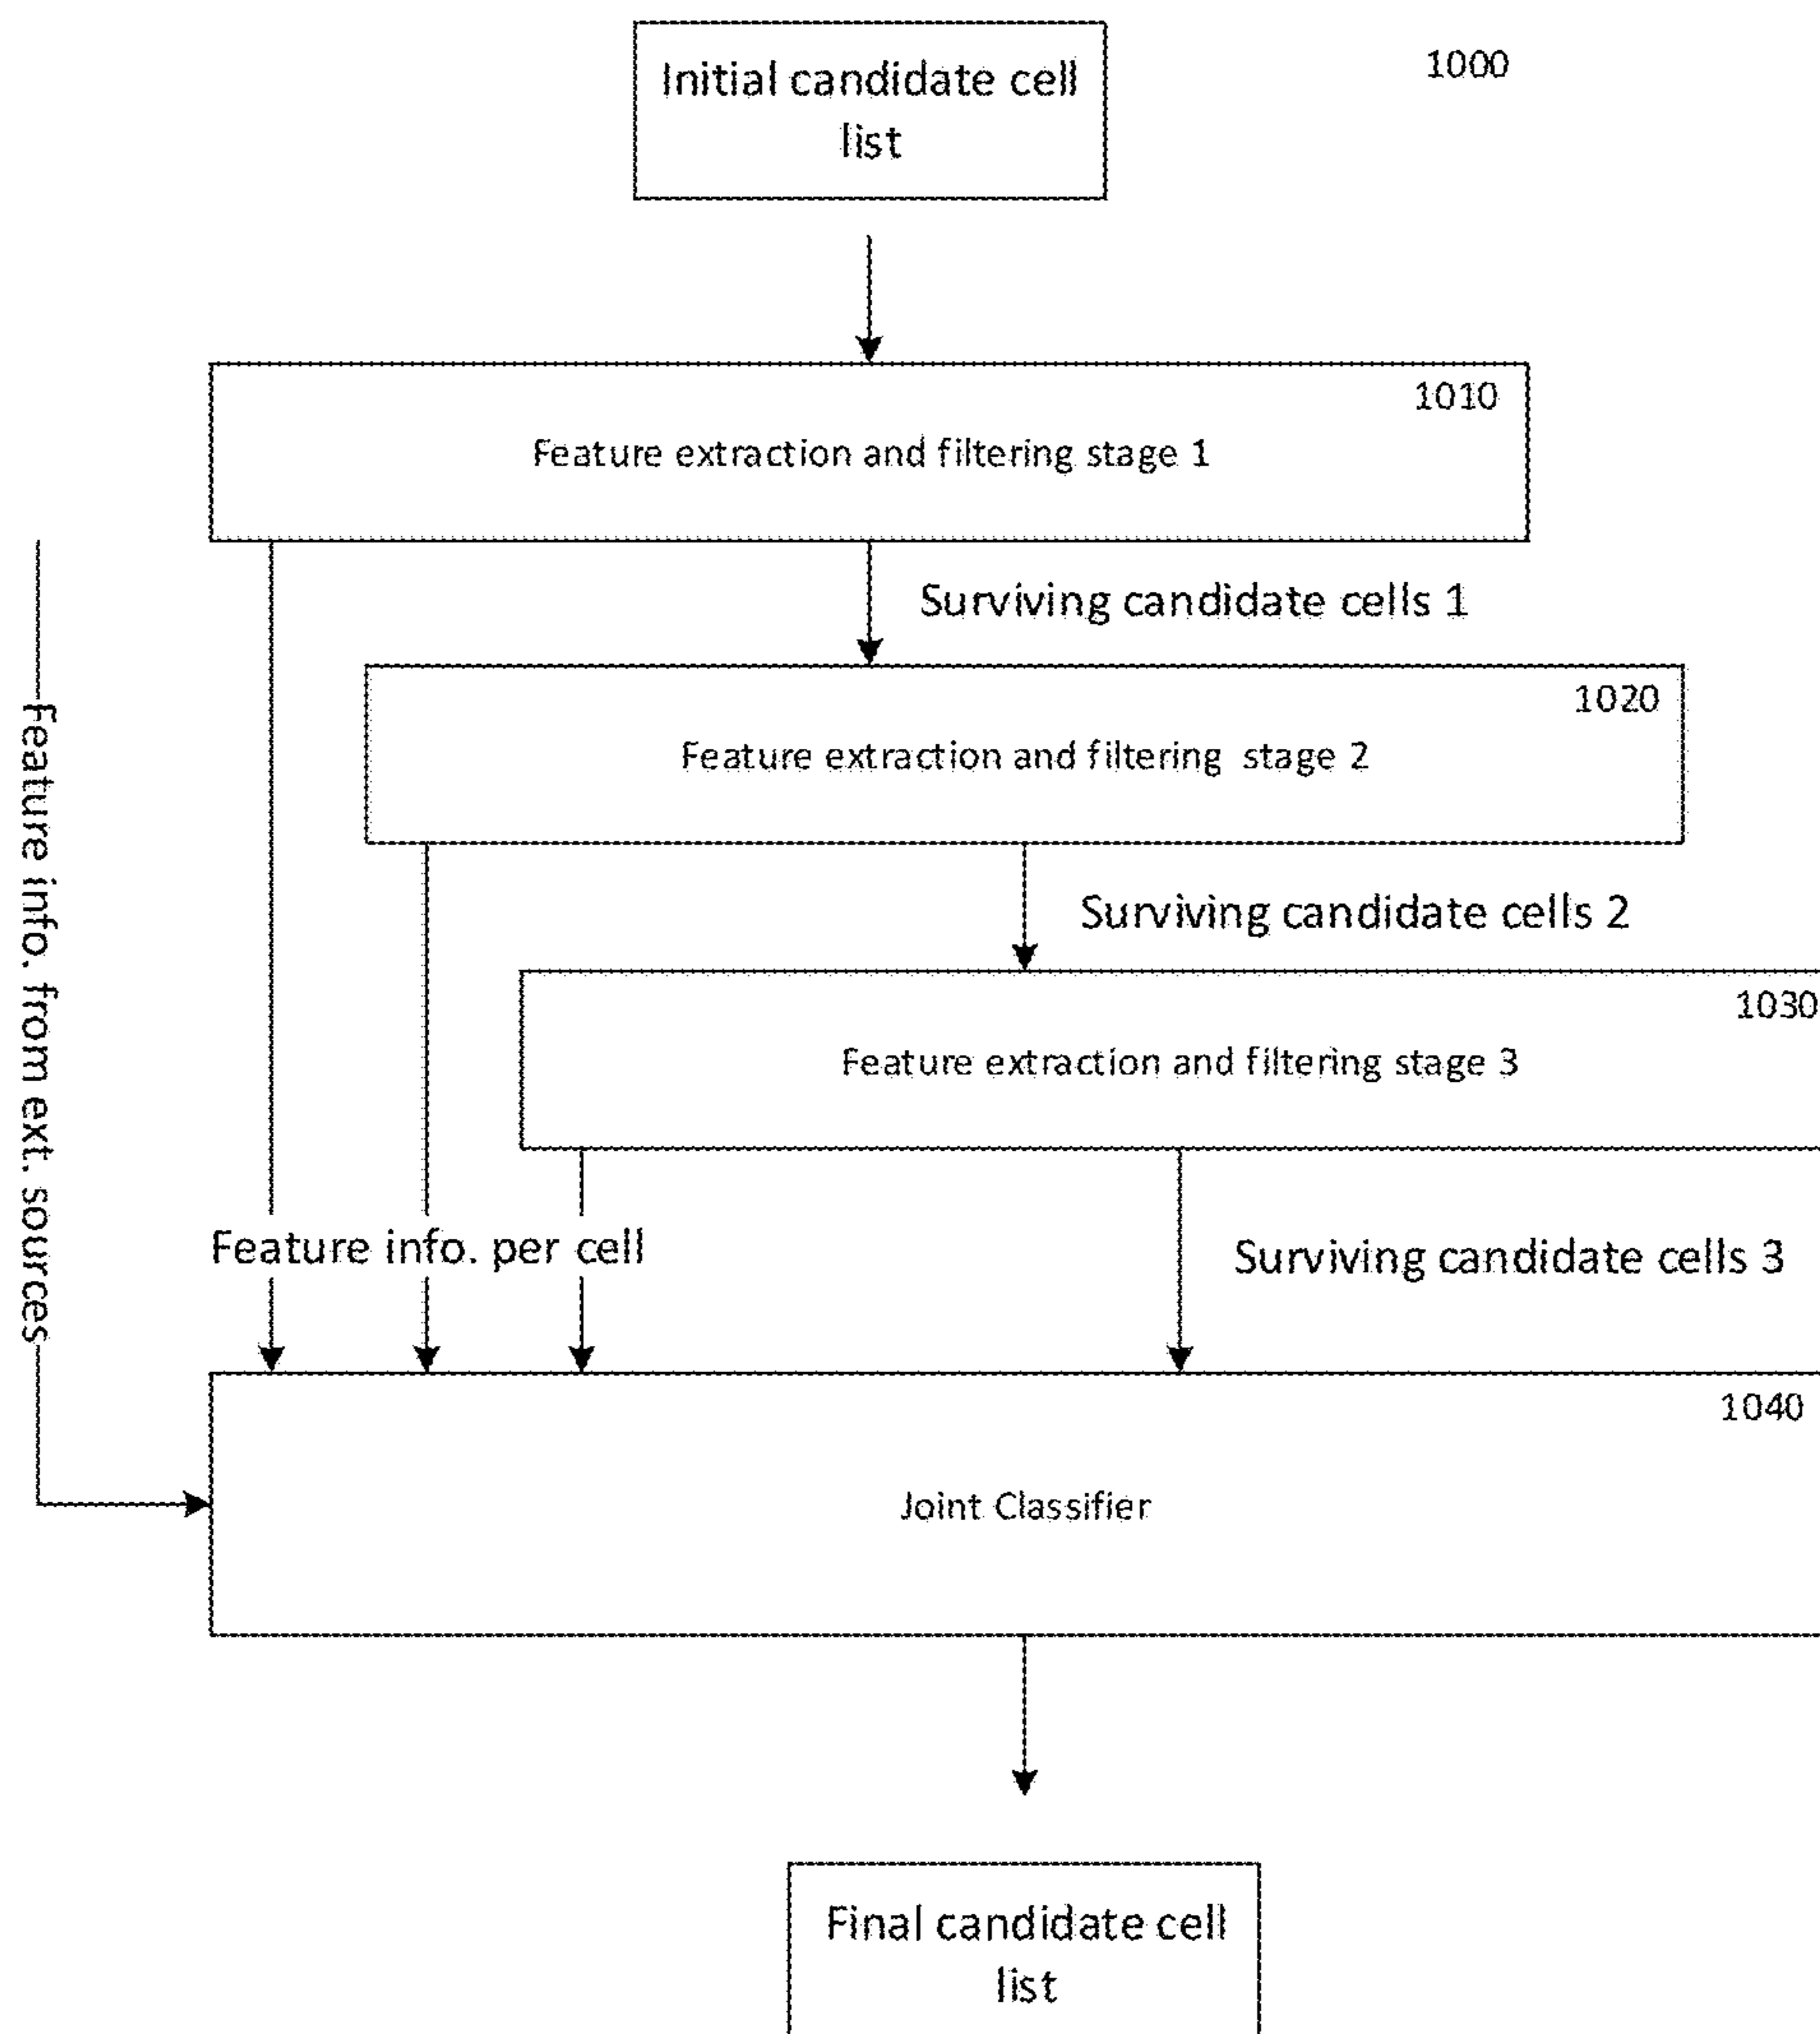 Initial candidate cell
list
1000
1010
Feature extraction and filtering stage 1
Surviving candidate cells 1
1020
Feature extraction and filtering stage 2
Surviving candidate cells 2
1030
Feature extraction and filtering stage 3
Feature info. from ext. sources
Feature info. per cell
Surviving candidate cells 3
1040
Joint Classifier
Final candidate cell
list